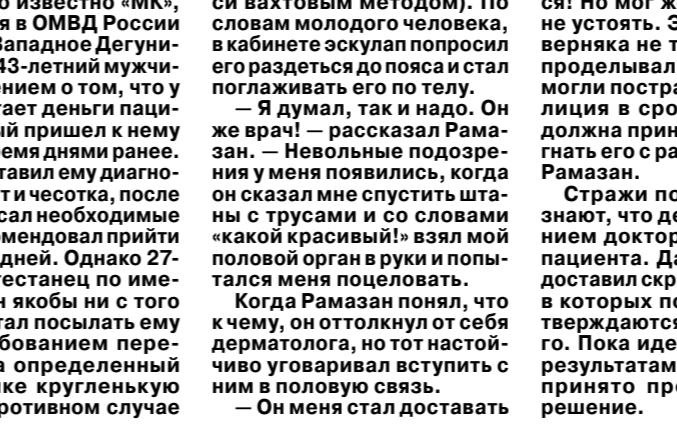 о известно «МК»,
я в ОМВД России
Западное Дегуни-
43-летний мужчи-
нием о том, что у
ает деньги паци-
ый пришел к нему
ремя днями ранее.
тавил ему диагно-
т и чесотка, после
сал необходимые
омендовал прийти
дней. Однако 27-
гестанец по име-
н якобы ни с того
тал посылать ему
бованием пере-
а определенный
ке кругленькую
ротивном случае
си вахтовым методом). По
словам молодого человека,
в кабинете эскулап попросил
его раздеться до пояса и стал
поглаживать его по телу.
— Я думал, так и надо. Он
же врач! — рассказал Рама-
зан. — Невольные подозре-
ния у меня появились, когда
он сказал мне спустить шта-
ны с трусами и со словами
«какой красивый!» взял мой
половой орган в руки и попы-
тался меня поцеловать.
Когда Рамазан понял, что
к чему, он оттолкнул от себя
дерматолога, но тот настой-
чиво уговаривал вступить с
ним в половую связь.
— Он меня стал доставать
ся! Но мог же
не устоять. Э
верняка не т
проделывал
могли постра
лиция в сро
должна прин
гнать его с ра
Рамазан.
Стражи по
знают, что де
нием доктор
пациента. Да
доставил скр
в которых по
тверждаются
го. Пока иде
результатам
принято про
решение.